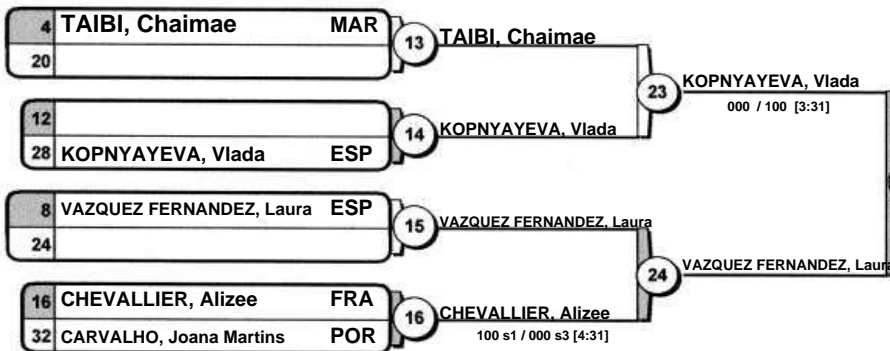 4 TAIBI, Chaimae MAR
20
13 TAIBI, Chaimae
12
28 KOPNYAYEVA, Vlada ESP
14 KOPNYAYEVA, Vlada
23 KOPNYAYEVA, Vlada
000 / 100 [3:31]
8 VAZQUEZ FERNANDEZ, Laura ESP
24
15 VAZQUEZ FERNANDEZ, Laura
16 CHEVALLIER, Alizee FRA
32 CARVALHO, Joana Martins POR
16 CHEVALLIER, Alizee
100 s1 / 000 s3 [4:31]
24 VAZQUEZ FERNANDEZ, Laura